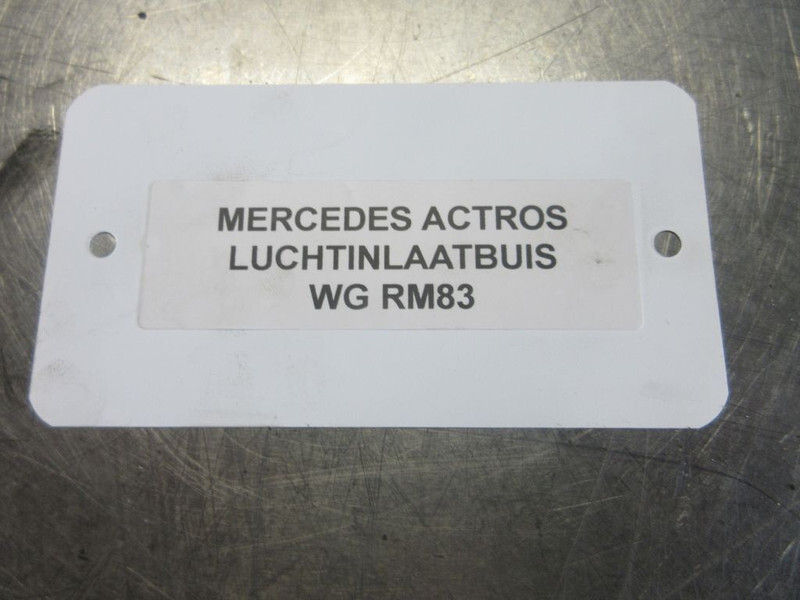 MERCEDES ACTROS
LUCHTINLAATBUIS
WG RM83